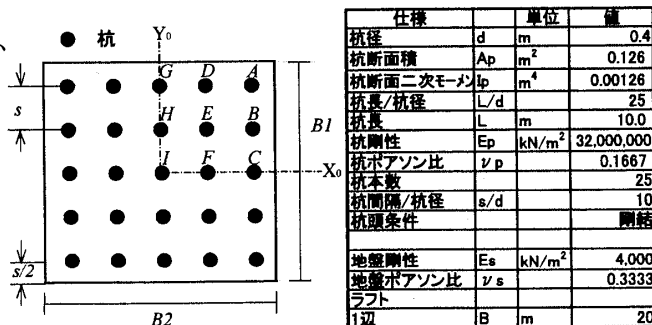 、
● 杭
Y0
G D A
H E B
I F C
X0
s
s/2
B1
B2
仕様 単位 値
杭径 d m 0.4
杭断面積 Ap m2 0.126
杭断面二次モーメン Ip m4 0.00126
杭長/杭径 L/d 25
杭長 L m 10.0
杭剛性 Ep kN/m2 32,000,000
杭ポアソン比 νp 0.1667
杭本数 25
杭間隔/杭径 s/d 10
杭頭条件 剛結
地盤剛性 Es kN/m2 4,000
地盤ポアソン比 νs 0.3333
ラフト
1辺 B m 20